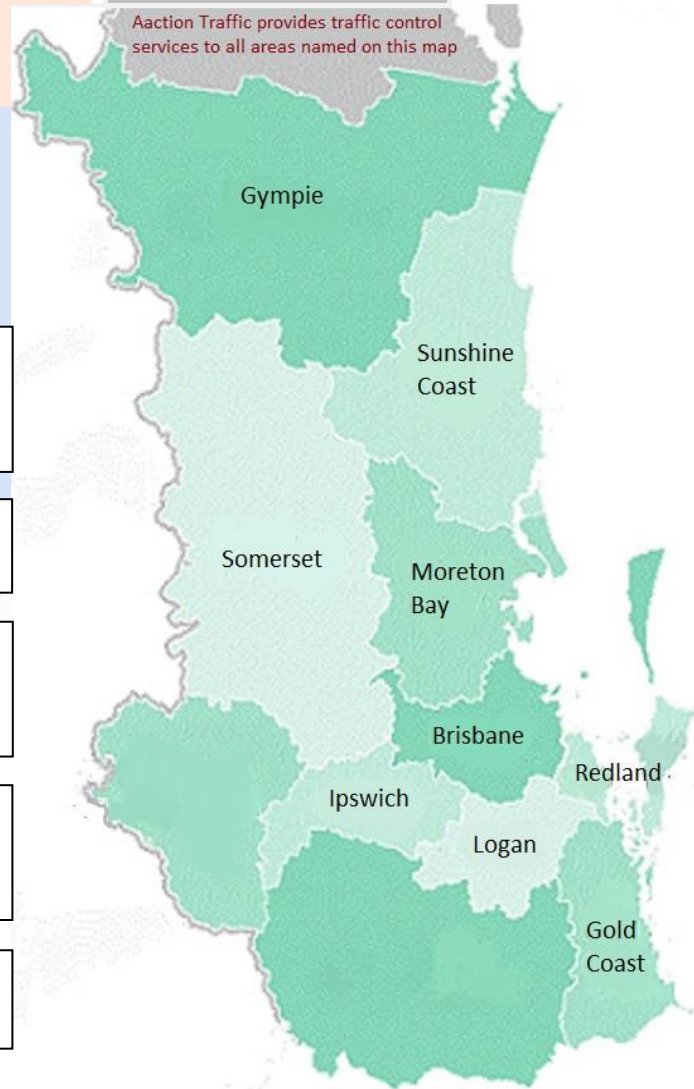 Aaction Traffic provides traffic control
services to all areas named on this map
Gympie
Sunshine
Coast
Somerset
Moreton
Bay
Brisbane
Redland
Ipswich
Logan
Gold
Coast